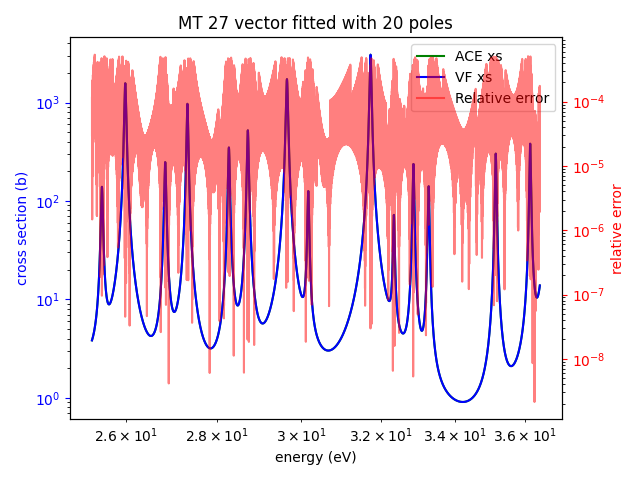 MT 27 vector fitted with 20 poles
ACE xs
VF xs
Relative error
cross section (b)
10³
10²
10¹
10⁰
10⁻⁴
10⁻⁵
10⁻⁶
10⁻⁷
10⁻⁸
relative error
2.6 × 10¹ 2.8 × 10¹ 3 × 10¹ 3.2 × 10¹ 3.4 × 10¹ 3.6 × 10¹
energy (eV)